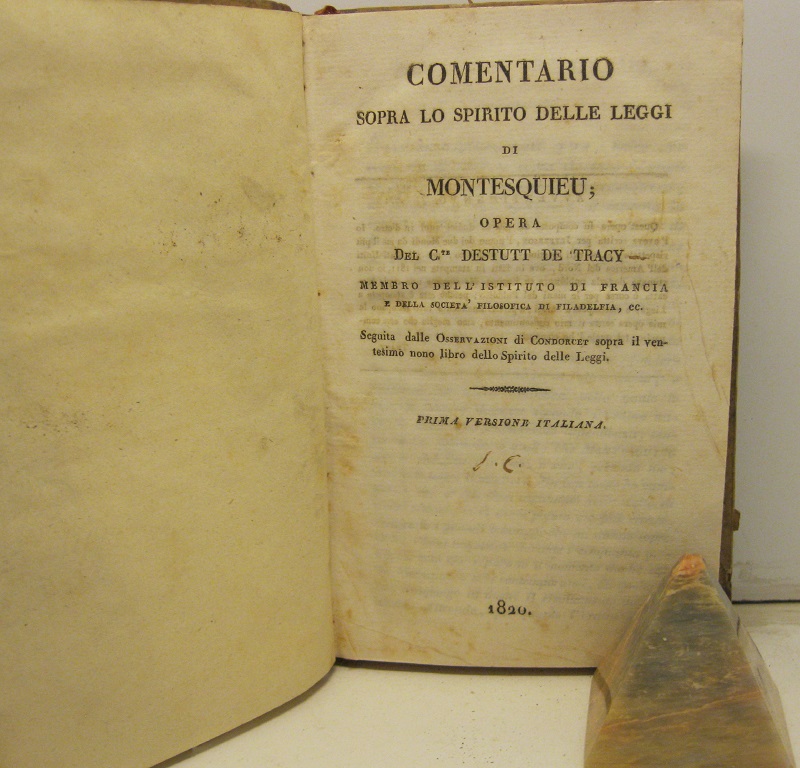 COMENTARIO
SOPRA LO SPIRITO DELLE LEGGI
DI
MONTESQUIEU;
OPERA
DEL C.TE DESTUTT DE TRACY
MEMBRO DELL'ISTITUTO DI FRANCIA
E DELLA SOCIETA' FILOSOFICA DI FILADELFIA, EC.
Seguita dalle OSSERVAZIONI di CONDORCET sopra il ven-
tesimo nono libro dello Spirito delle Leggi.
PRIMA VERSIONE ITALIANA.
S. C.
1820.